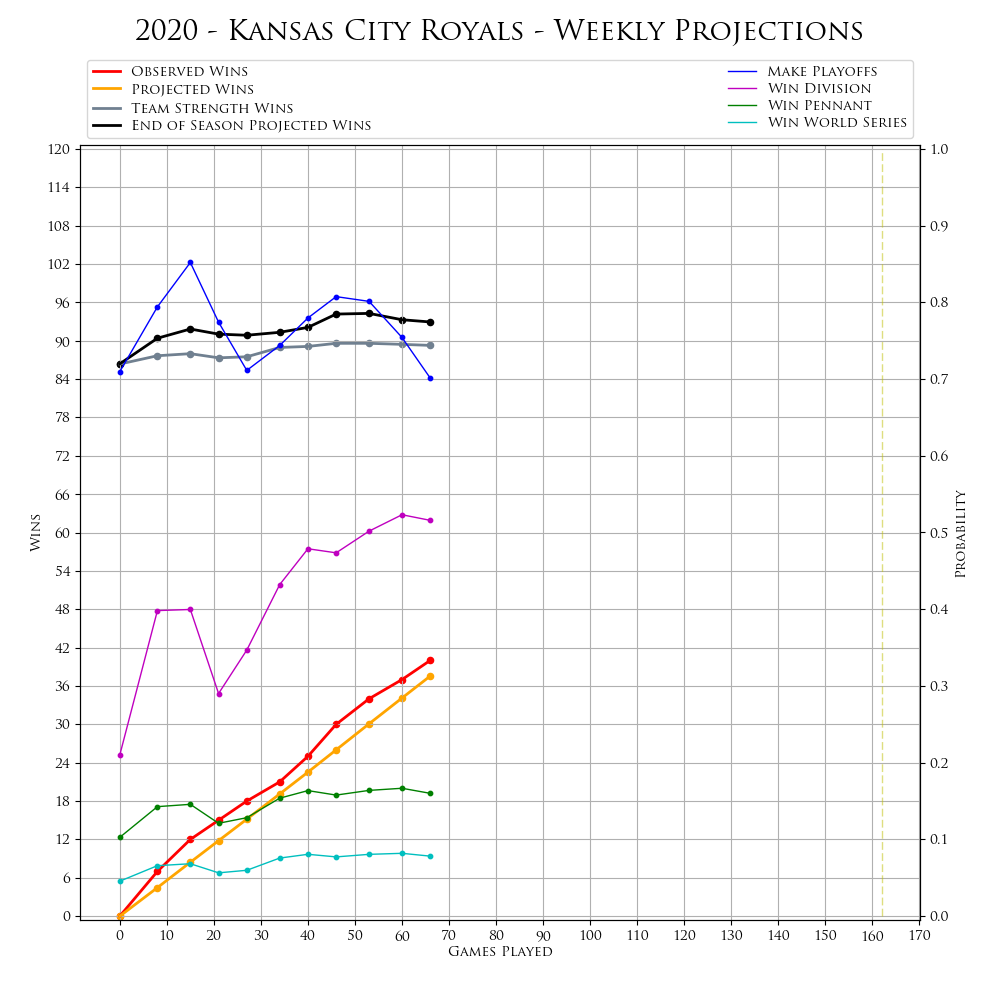 2020 - Kansas City Royals - Weekly Projections
Observed Wins
Projected Wins
Team Strength Wins
End of Season Projected Wins
Make Playoffs
Win Division
Win Pennant
Win World Series
120
114
108
102
96
90
84
78
72
66
60
54
48
42
36
30
24
18
12
6
0
Wins
1.0
0.9
0.8
0.7
0.6
0.5
0.4
0.3
0.2
0.1
0.0
Probability
0 10 20 30 40 50 60 70 80 90 100 110 120 130 140 150 160 170
Games Played